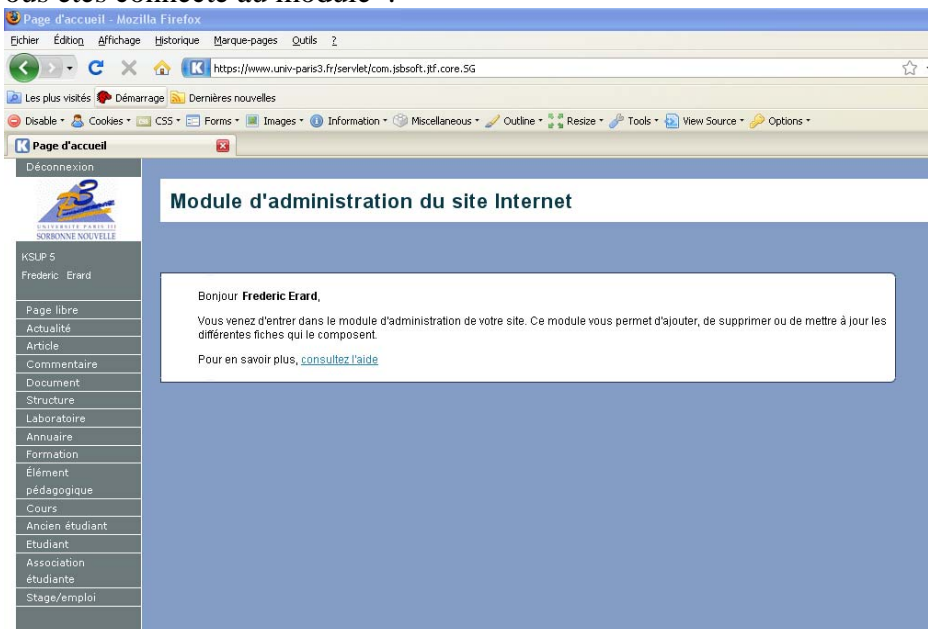 Page d'accueil - Mozilla Firefox
Fichier Édition Affichage Historique Marque-pages Outils ?
https://www.univ-paris3.fr/servlet/com.jsbsoft.jtf.core.SG
Les plus visités Démarrage Dernières nouvelles
Disable Cookies CSS Forms Images Information Miscellaneous Outline Resize Tools View Source Options
Page d'accueil
Déconnexion
UNIVERSITÉ PARIS III
SORBONNE NOUVELLE
Module d'administration du site Internet
KSUP 5
Frederic Erard
Bonjour Frederic Erard,
Vous venez d'entrer dans le module d'administration de votre site. Ce module vous permet d'ajouter, de supprimer ou de mettre à jour les
différentes fiches qui le composent.
Pour en savoir plus, consultez l'aide
Page libre
Actualité
Article
Commentaire
Document
Structure
Laboratoire
Annuaire
Formation
Élément
pédagogique
Cours
Ancien étudiant
Etudiant
Association
étudiante
Stage/emploi